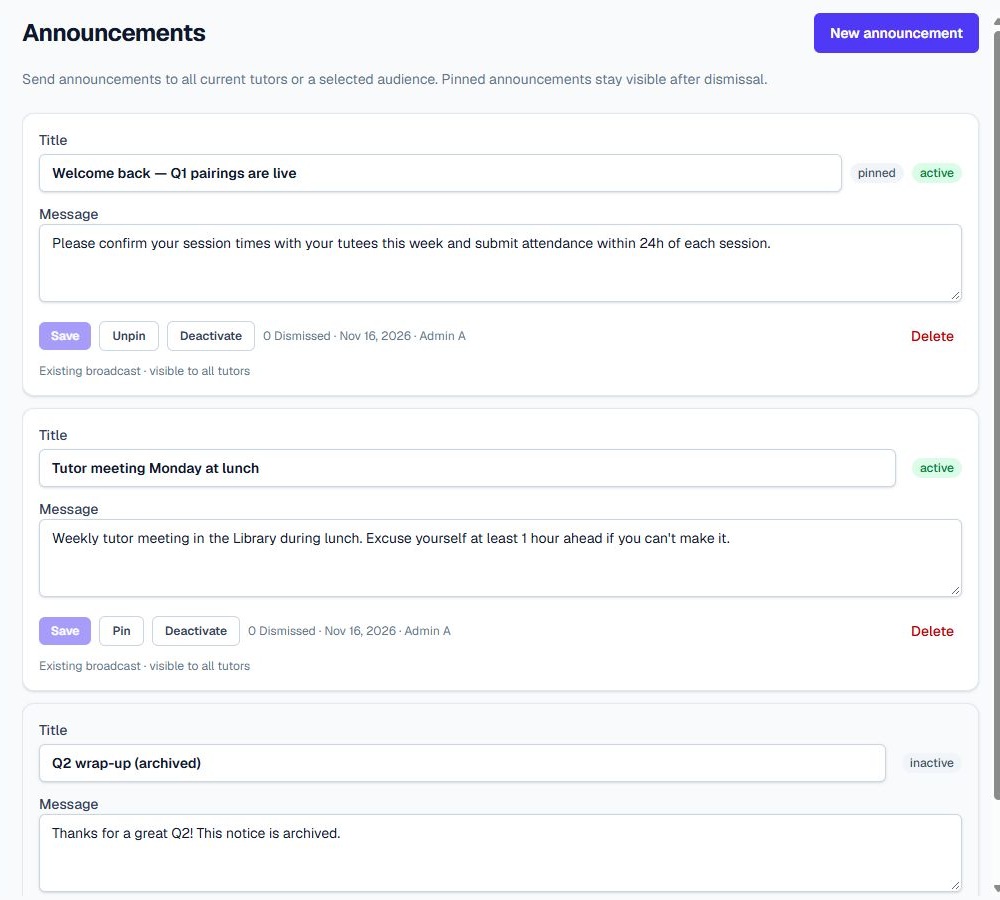 Announcements
New announcement
Send announcements to all current tutors or a selected audience. Pinned announcements stay visible after dismissal.
Title
Welcome back — Q1 pairings are live
pinned
active
Message
Please confirm your session times with your tutees this week and submit attendance within 24h of each session.
Save
Unpin
Deactivate
0 Dismissed · Nov 16, 2026 · Admin A
Delete
Existing broadcast · visible to all tutors
Title
Tutor meeting Monday at lunch
active
Message
Weekly tutor meeting in the Library during lunch. Excuse yourself at least 1 hour ahead if you can't make it.
Save
Pin
Deactivate
0 Dismissed · Nov 16, 2026 · Admin A
Delete
Existing broadcast · visible to all tutors
Title
Q2 wrap-up (archived)
inactive
Message
Thanks for a great Q2! This notice is archived.